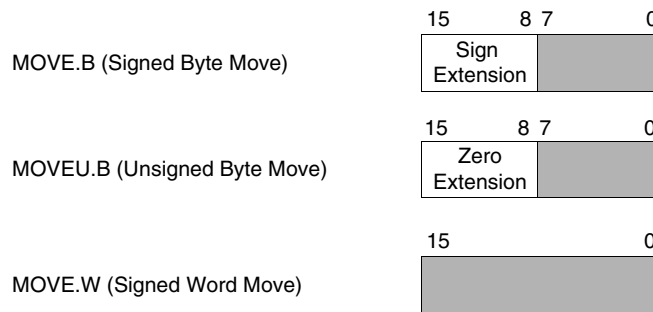 15 8 7 0
MOVE.B (Signed Byte Move)
Sign
Extension
15 8 7 0
MOVEU.B (Unsigned Byte Move)
Zero
Extension
15 0
MOVE.W (Signed Word Move)